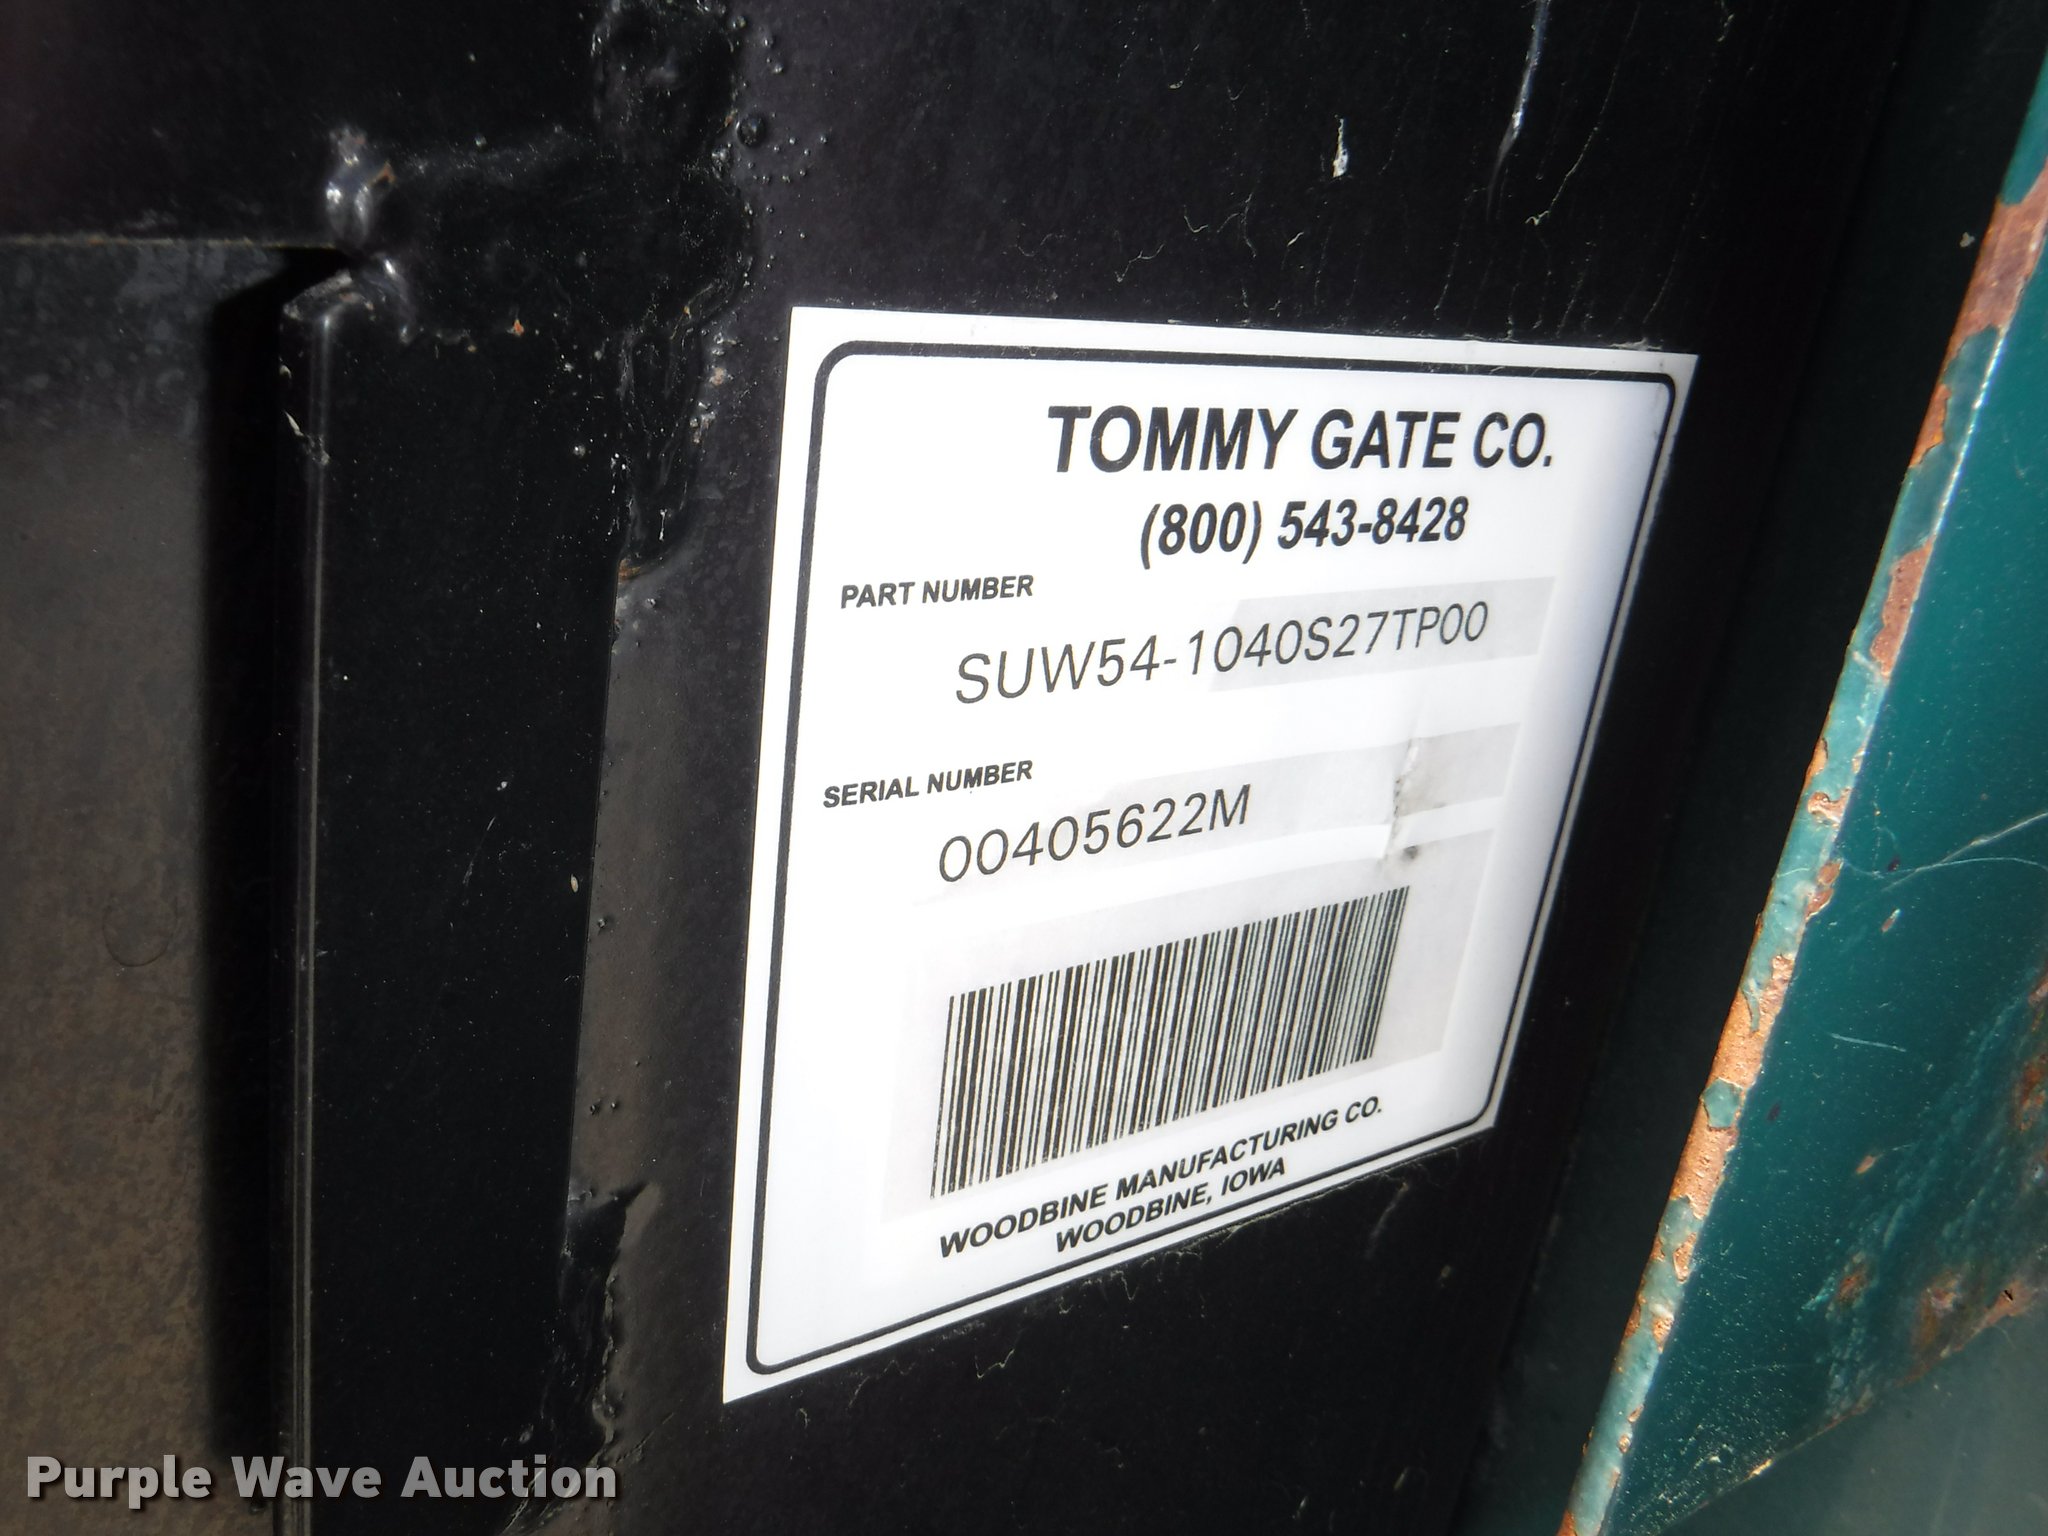 TOMMY GATE CO.
(800) 543-8428
PART NUMBER
SUW54-1040S27TP00
SERIAL NUMBER
00405622M
WOODBINE MANUFACTURING CO.
WOODBINE, IOWA
Purple Wave Auction